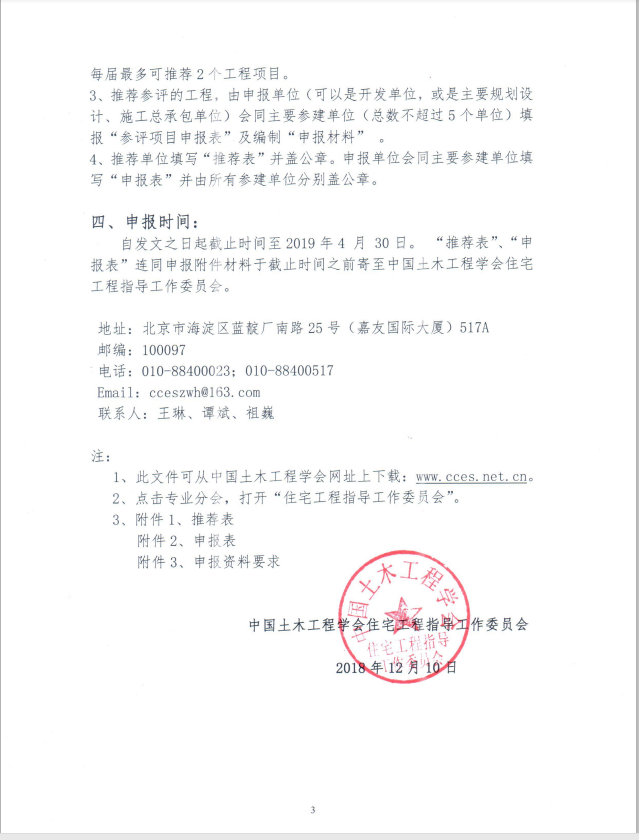 每届最多可推荐2个工程项目。
3、推荐参评的工程，由申报单位（可以是开发单位，或是主要规划设
计、施工总承包单位）会同主要参建单位（总数不超过5个单位）填
报“参评项目申报表”及编制“申报材料” 。
4、推荐单位填写“推荐表”并盖公章。申报单位会同主要参建单位填
写“申报表”并由所有参建单位分别盖公章。
四、申报时间：
自发文之日起截止时间至2019年4 月 30日。 “推荐表”、“申
报表”连同申报附件材料于截止时间之前寄至中国土木工程学会住宅
工程指导工作委员会。
地址：北京市海淀区蓝靛厂南路25号（嘉友国际大厦）517A
邮编：100097
电话：010-88400023；010-88400517
Email：cceszwh@163.com
联系人：王琳、谭斌、祖巍
注：
1、此文件可从中国土木工程学会网址上下载：www.cces.net.cn。
2、点击专业分会，打开“住宅工程指导工作委员会”。
3、附件1、推荐表
附件2、申报表
附件3、申报资料要求
中国土木工程学会
中国土木工程学会住宅工程指导工作委员会
住宅工程指导
工作委员会
2018年12月10日
3